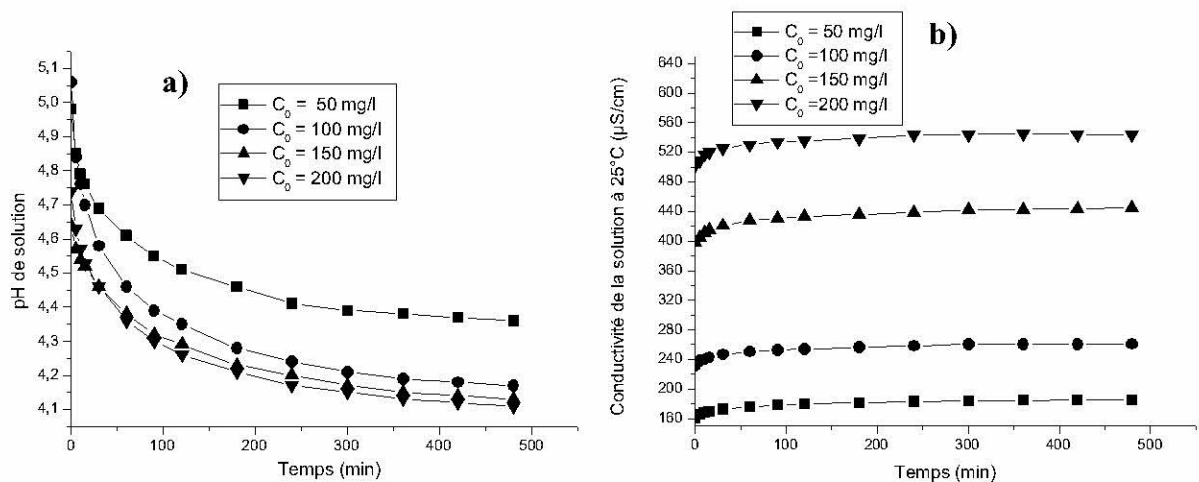 a)
C0 = 50 mg/l
C0 = 100 mg/l
C0 = 150 mg/l
C0 = 200 mg/l
pH de solution
5,1
5,0
4,9
4,8
4,7
4,6
4,5
4,4
4,3
4,2
4,1
0 100 200 300 400 500
Temps (min)
b)
C0 = 50 mg/l
C0 =100 mg/l
C0 = 150 mg/l
C0 =200 mg/l
Conductivité de la solution à 25°C (µS/cm)
640
600
560
520
480
440
400
360
320
280
240
200
160
0 100 200 300 400 500
Temps (min)